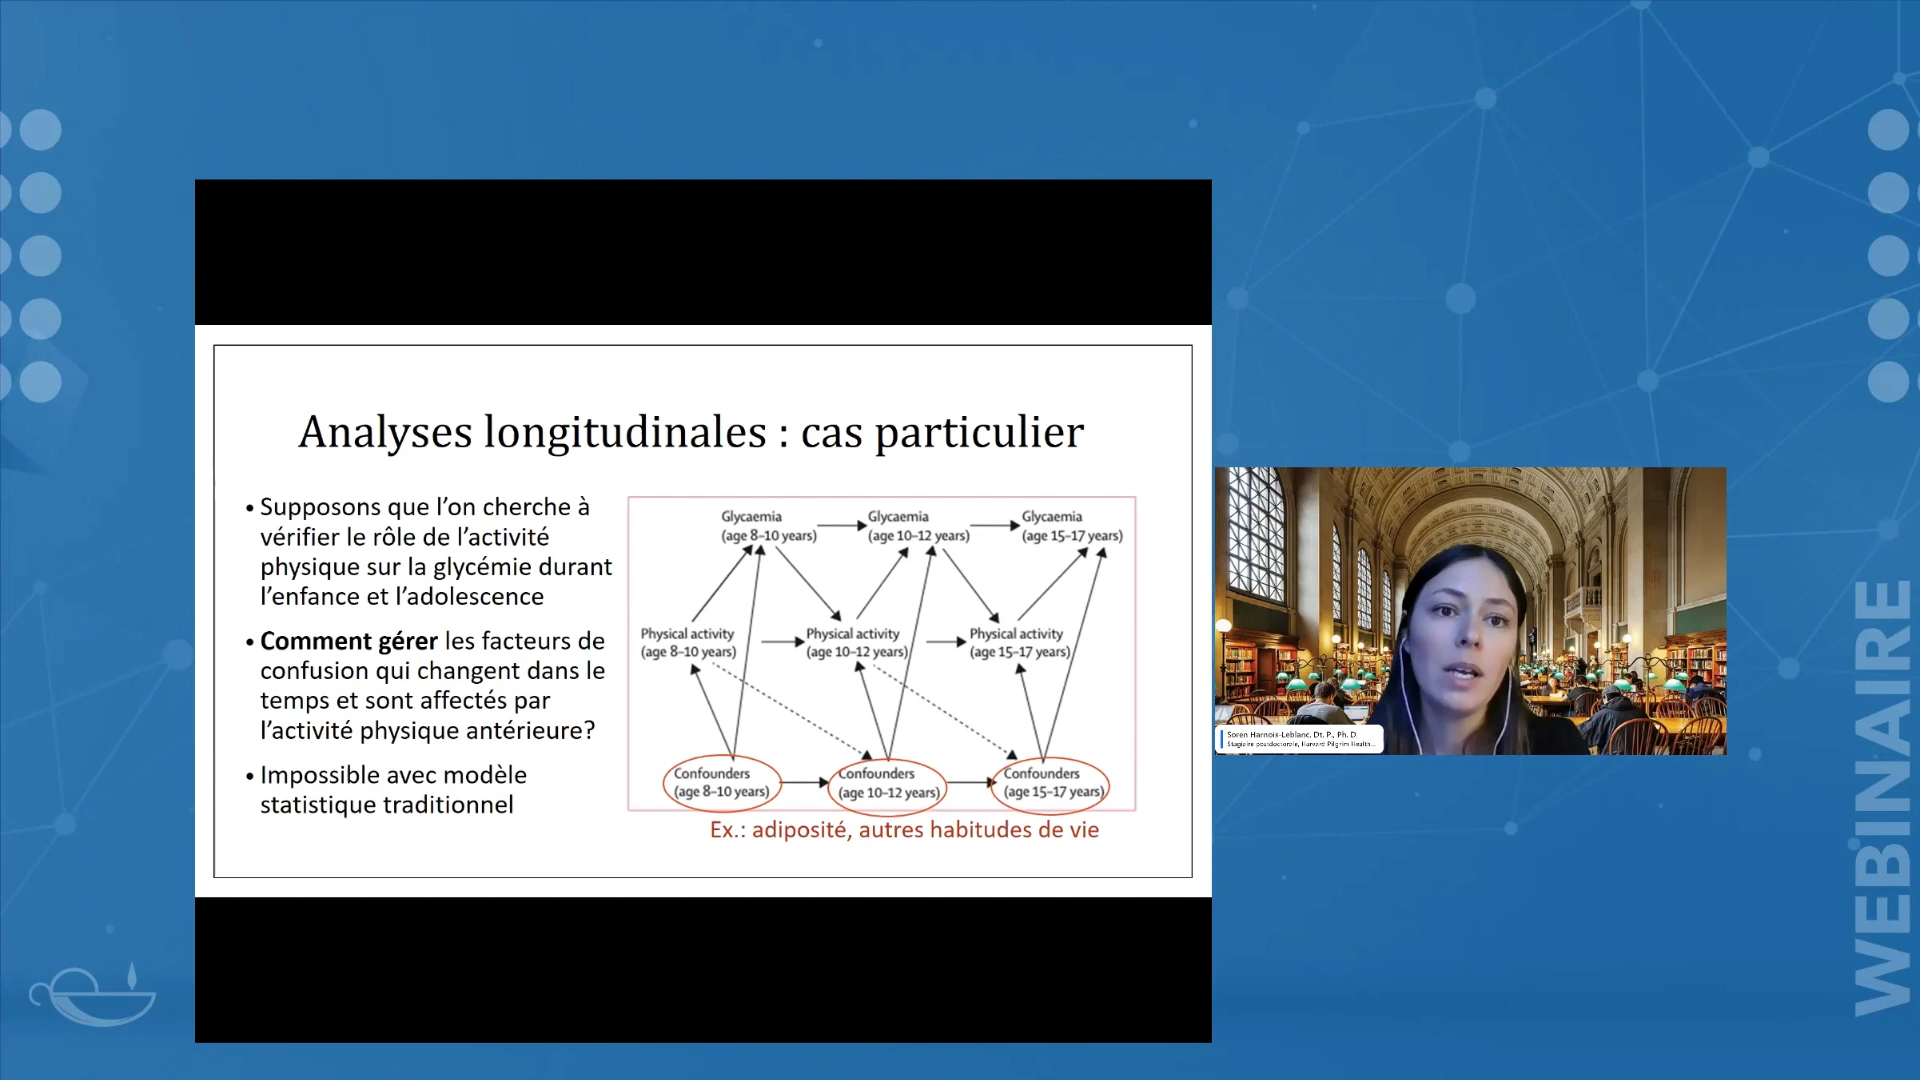 Analyses longitudinales : cas particulier
• Supposons que l’on cherche à
vérifier le rôle de l’activité
physique sur la glycémie durant
l’enfance et l’adolescence
• Comment gérer les facteurs de
confusion qui changent dans le
temps et sont affectés par
l’activité physique antérieure?
• Impossible avec modèle
statistique traditionnel
Glycaemia
(age 8–10 years)
Glycaemia
(age 10–12 years)
Glycaemia
(age 15–17 years)
Physical activity
(age 8–10 years)
Physical activity
(age 10–12 years)
Physical activity
(age 15–17 years)
Confounders
(age 8–10 years)
Confounders
(age 10–12 years)
Confounders
(age 15–17 years)
Ex.: adiposité, autres habitudes de vie
Soren Harnois-Leblanc, Dt. P., Ph. D.
Stagiaire postdoctorale, Harvard Pilgrim Health...
WEBINAIRE